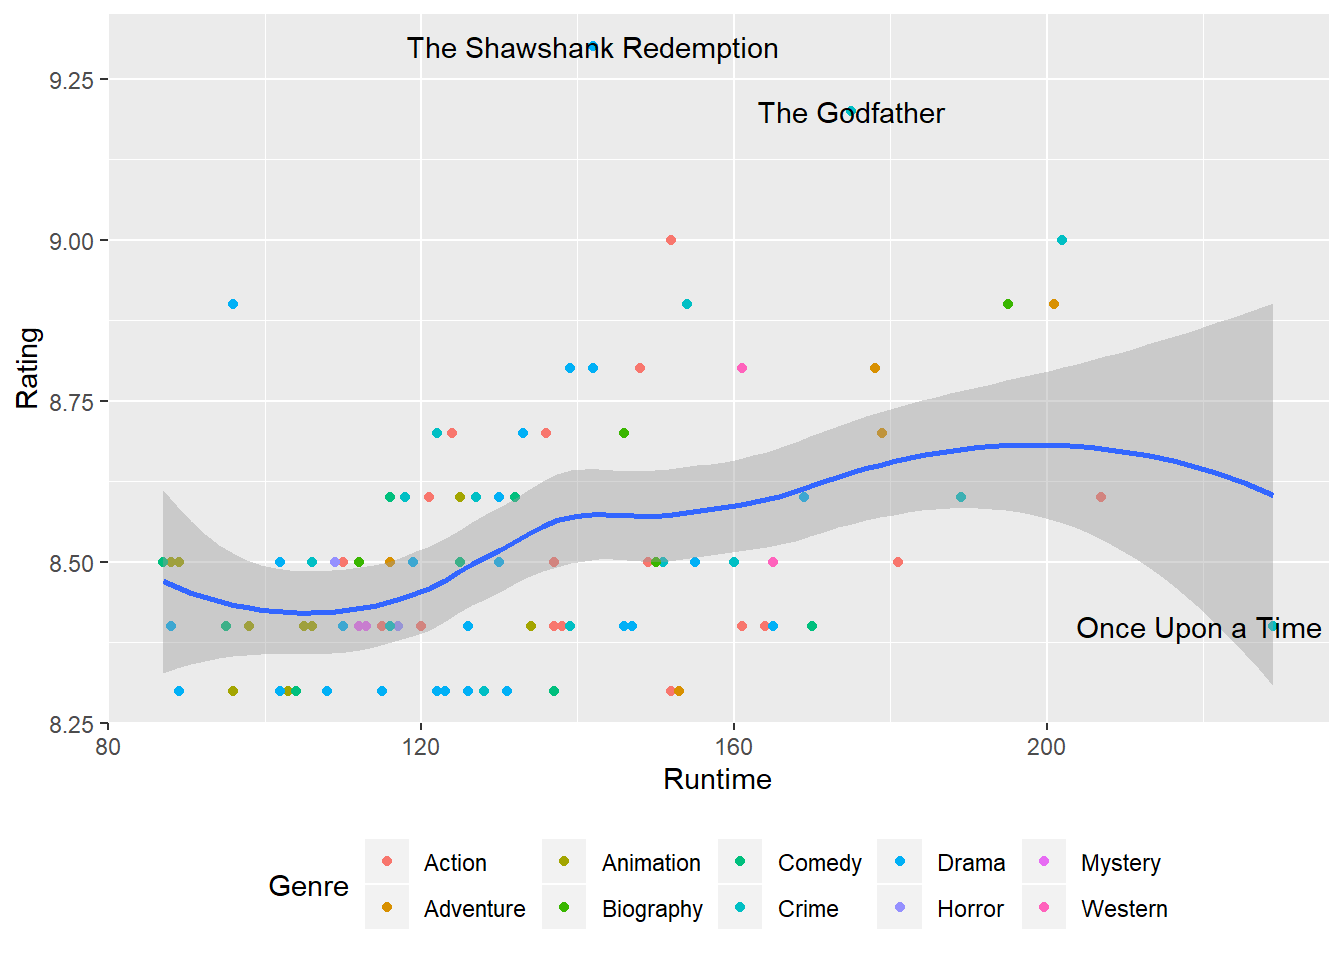 The Shawshank Redemption
9.25
The Godfather
9.00
Rating
8.75
8.50
Once Upon a Time
8.25
80 120 160 200
Runtime
Genre
Action Animation Comedy Drama Mystery
Adventure Biography Crime Horror Western